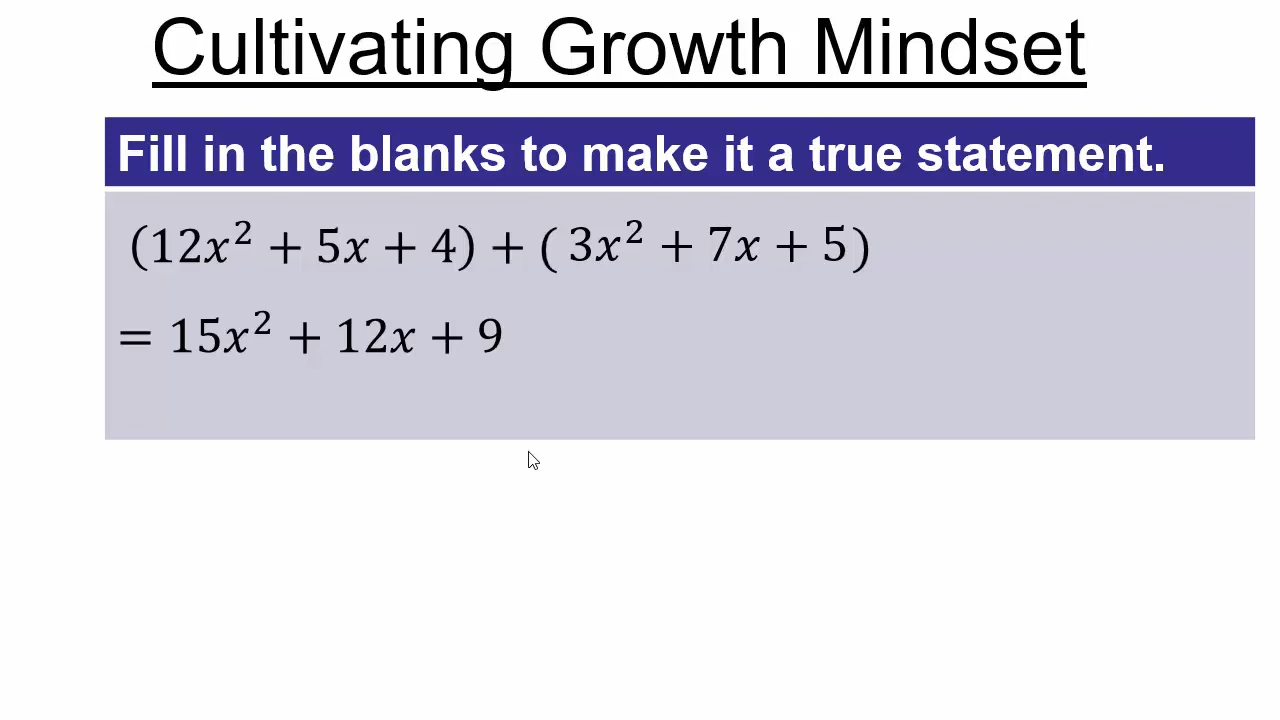 Cultivating Growth Mindset
Fill in the blanks to make it a true statement.
(12x² + 5x + 4) + ( 3x² + 7x + 5 )
= 15x² + 12x + 9